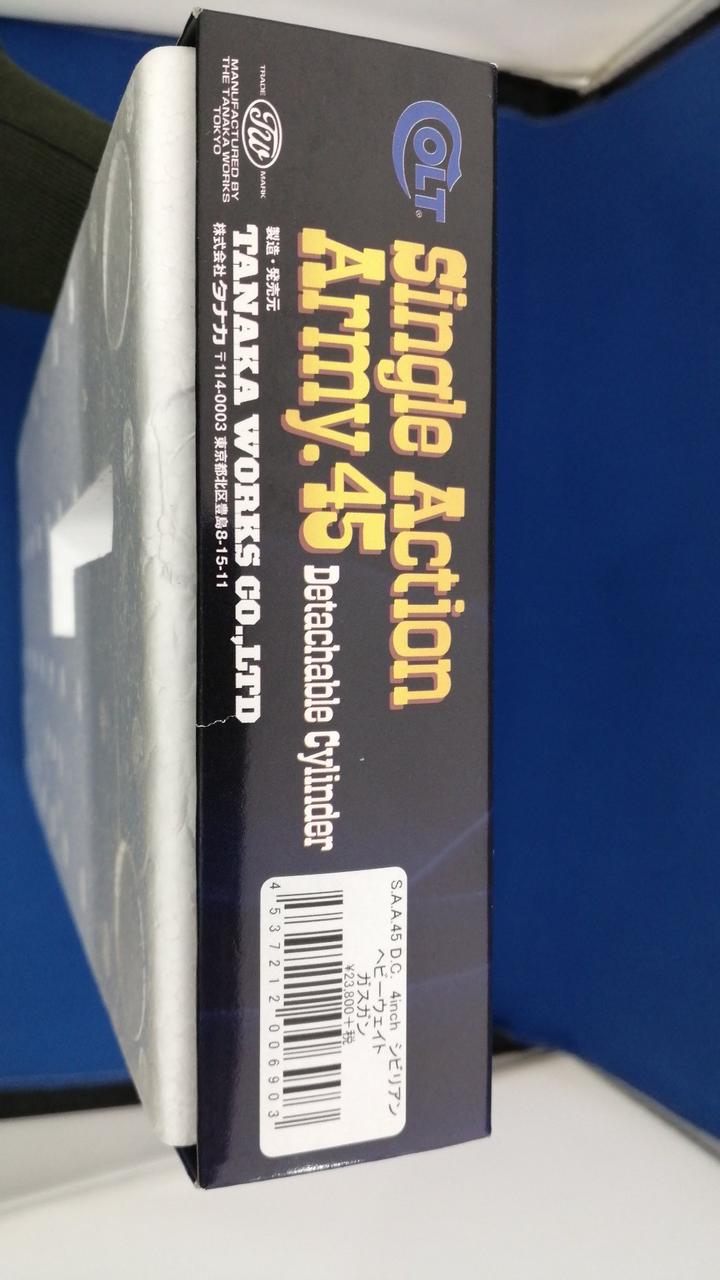 COLT®
Single Action
Army.45 Detachable Cylinder
TRADE TW MARK
MANUFACTURED BY
THE TANAKA WORKS
TOKYO
製造・発売元
TANAKA WORKS CO.,LTD
株式会社タナカ 〒114-0003 東京都北区豊島8-15-11
S.A.A.45 D.C. 4inch シビリアン
ヘビーウェイト
ガスガン
¥23,800+税
4537212006903